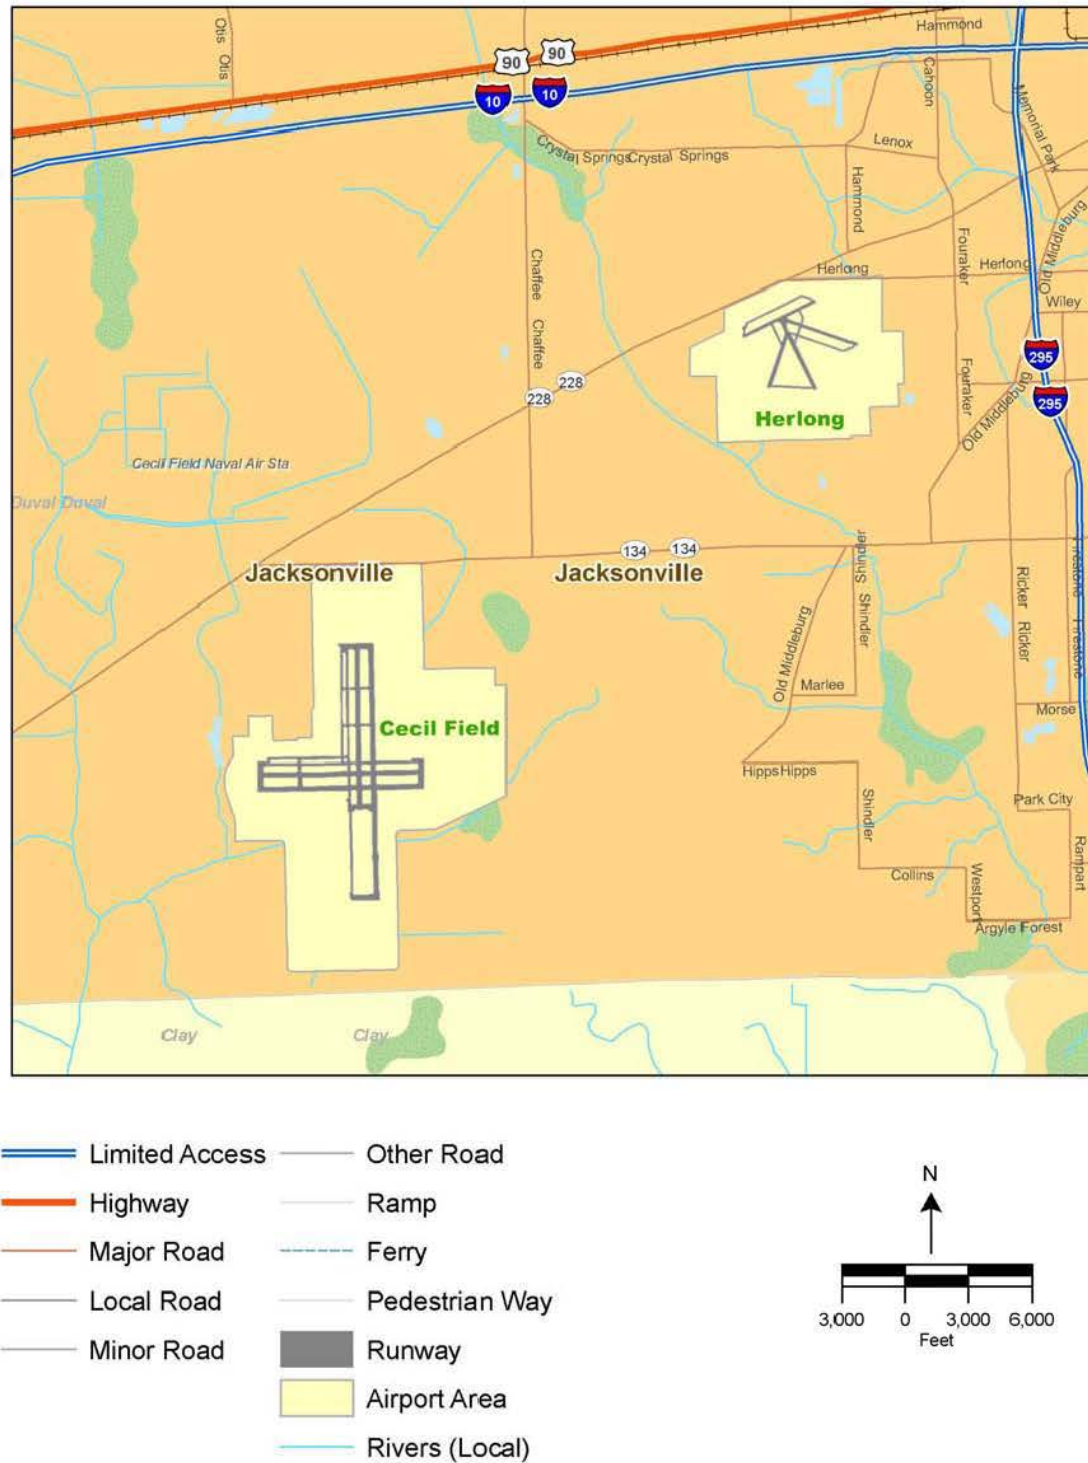 Otis Otis
Hammond
90 90
10 10
Cahoon
Memorial Park
Crystal Springs Crystal Springs
Lenox
Hammond
Old Middleburg
Chaffee Chaffee
Fouraker
Herlong
Herlong
Wiley
295
295
228 228
Fouraker
Old Middleburg
Herlong
Cecil Field Naval Air Sta
Duval Duval
134 134
Jacksonville
Jacksonville
Shindler Shindler
Ricker Ricker
Firestone Firestone
Old Middleburg
Marlee
Morse
Cecil Field
Hipps Hipps
Park City
Shindler
Rampart
Collins
Westport
Argyle Forest
Clay
Clay
Limited Access
Highway
Major Road
Local Road
Minor Road
Other Road
Ramp
Ferry
Pedestrian Way
Runway
Airport Area
Rivers (Local)
N
3,000 0 3,000 6,000
Feet